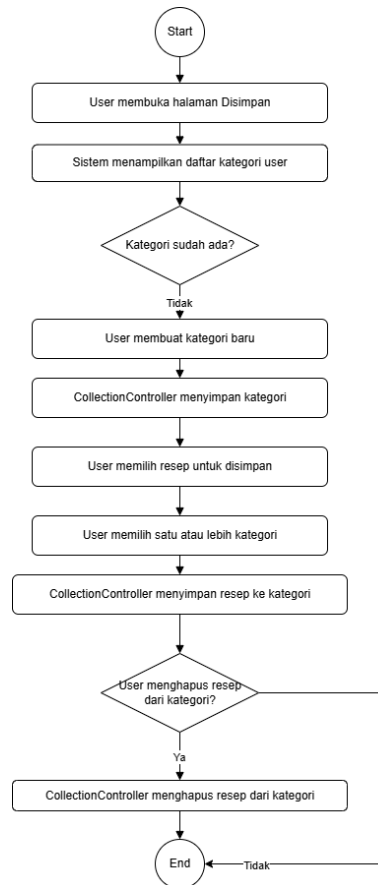 Start
User membuka halaman Disimpan
Sistem menampilkan daftar kategori user
Kategori sudah ada?
Tidak
User membuat kategori baru
CollectionController menyimpan kategori
User memilih resep untuk disimpan
User memilih satu atau lebih kategori
CollectionController menyimpan resep ke kategori
User menghapus resep
dari kategori?
Ya
CollectionController menghapus resep dari kategori
End
Tidak